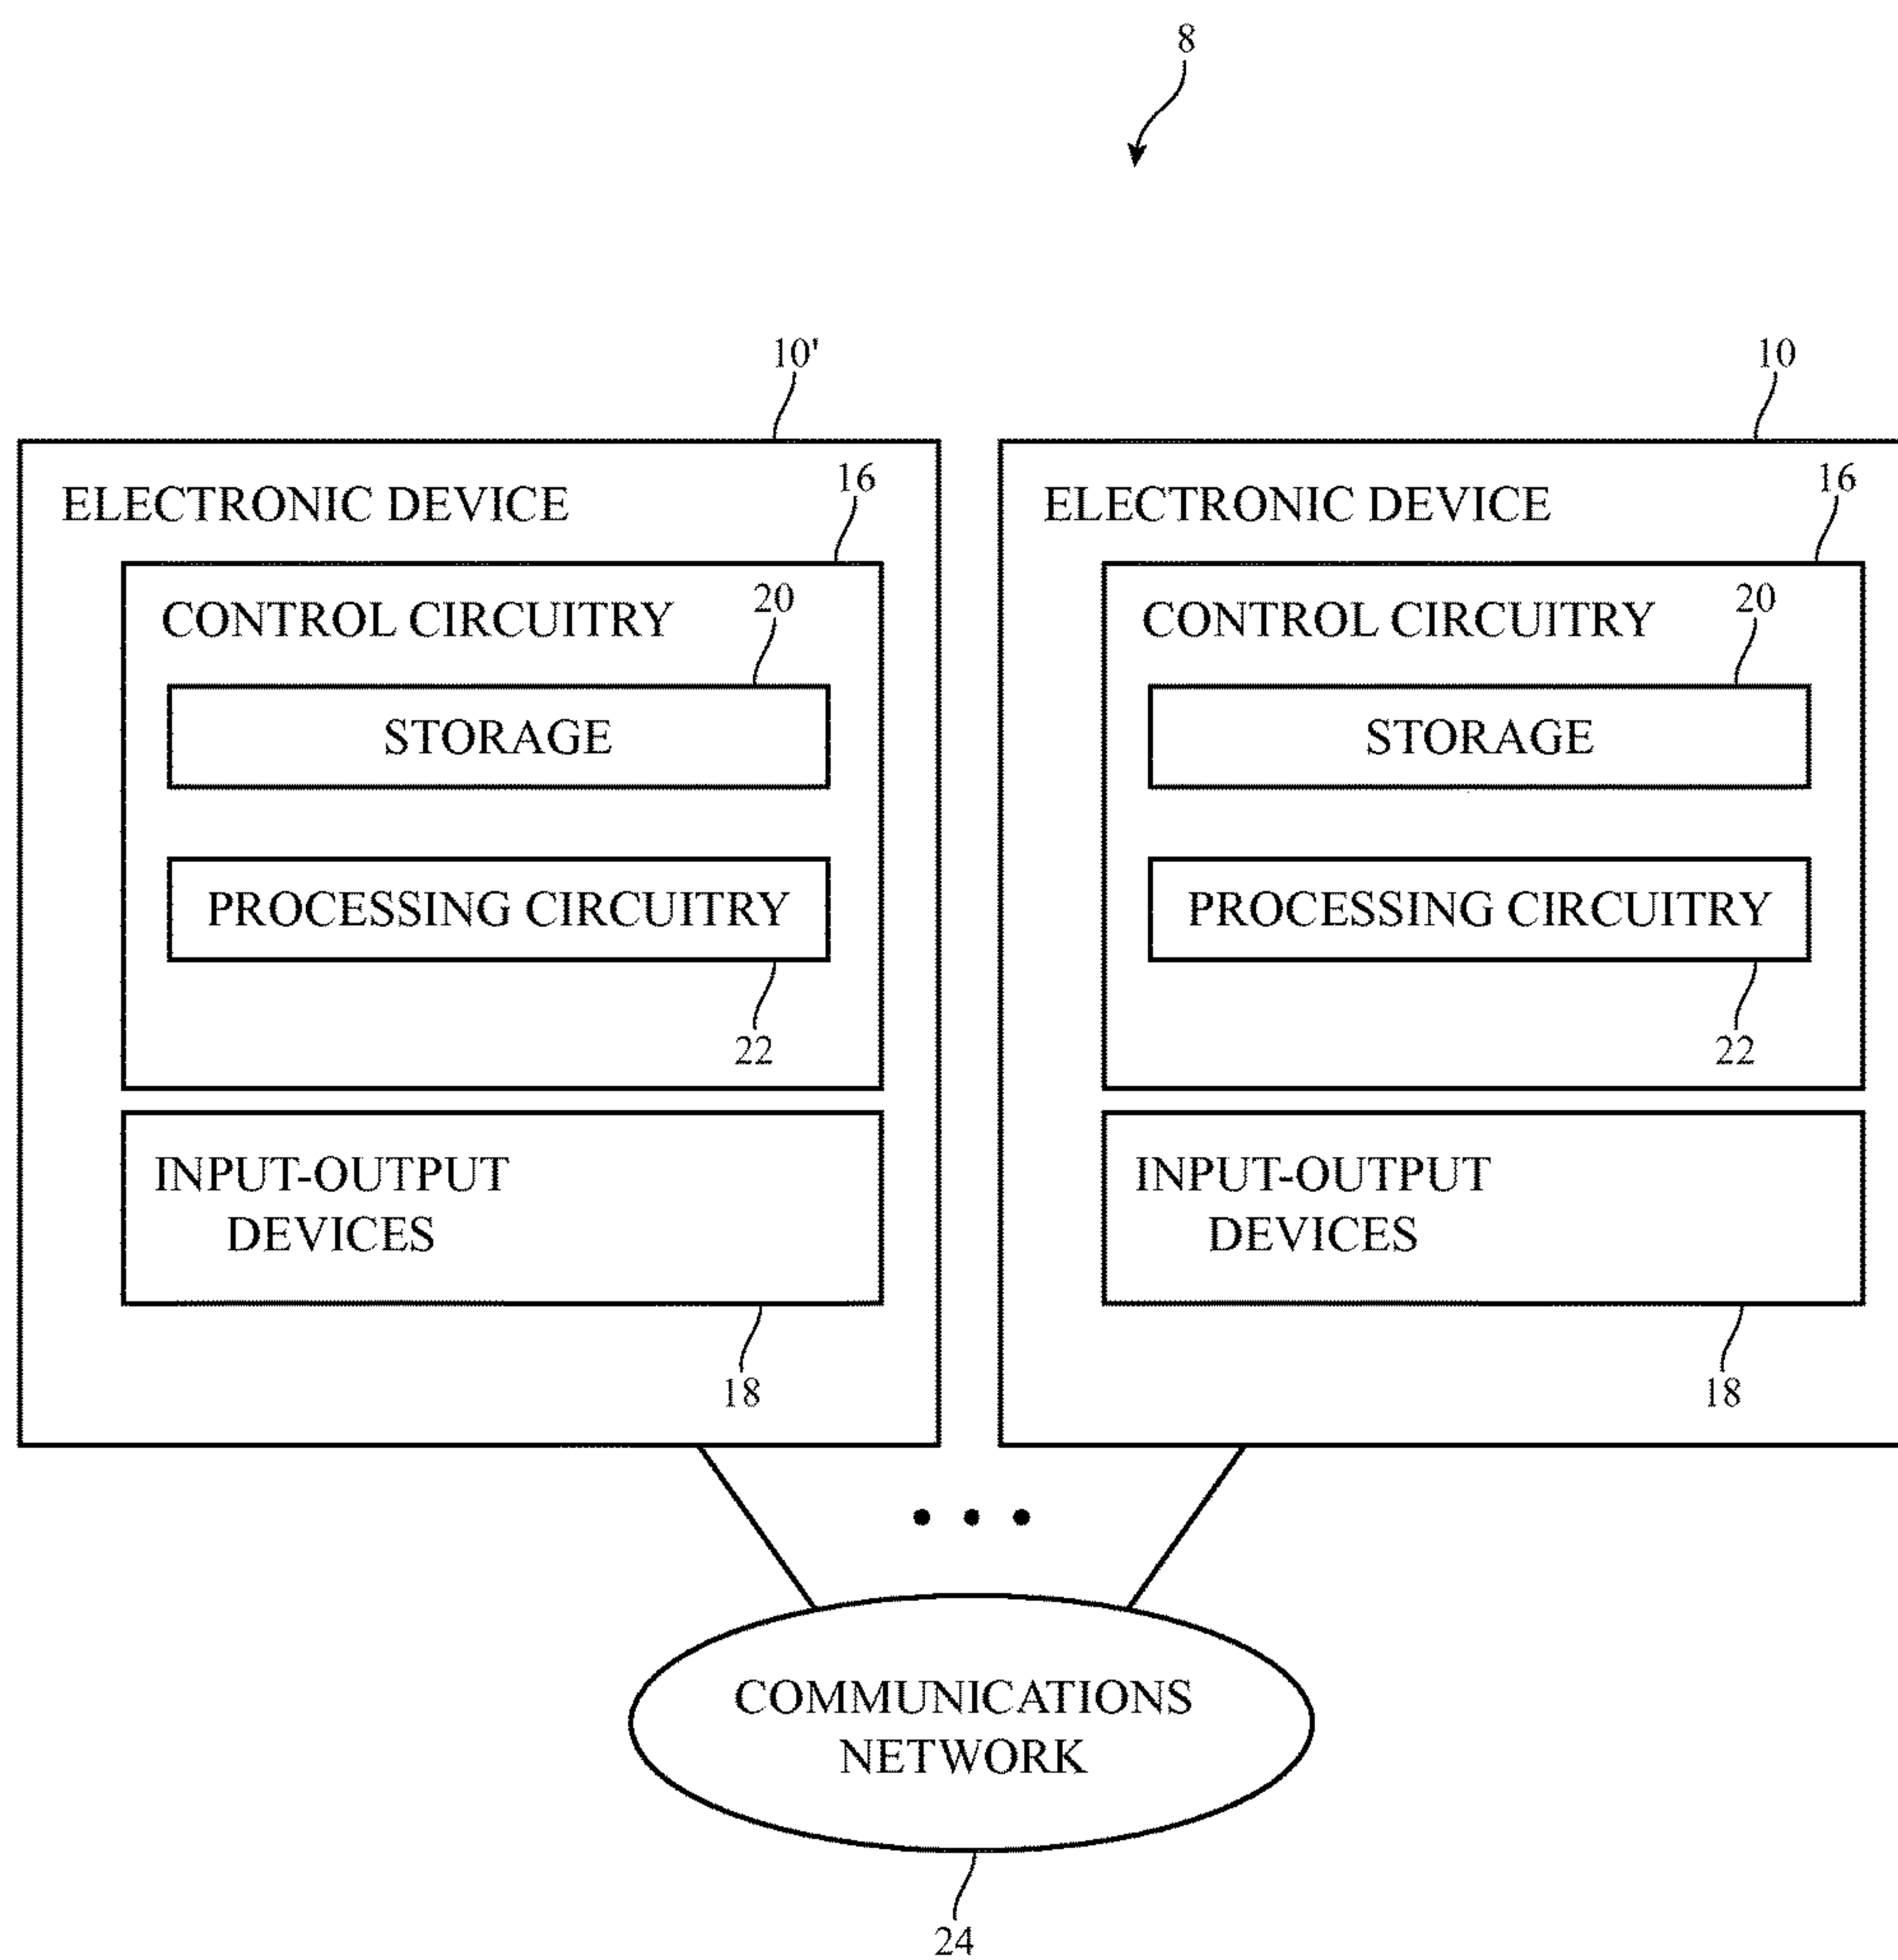 8
10'
ELECTRONIC DEVICE
16
CONTROL CIRCUITRY
20
STORAGE
PROCESSING CIRCUITRY
22
INPUT-OUTPUT
DEVICES
18
10
ELECTRONIC DEVICE
16
CONTROL CIRCUITRY
20
STORAGE
PROCESSING CIRCUITRY
22
INPUT-OUTPUT
DEVICES
18
COMMUNICATIONS
NETWORK
24